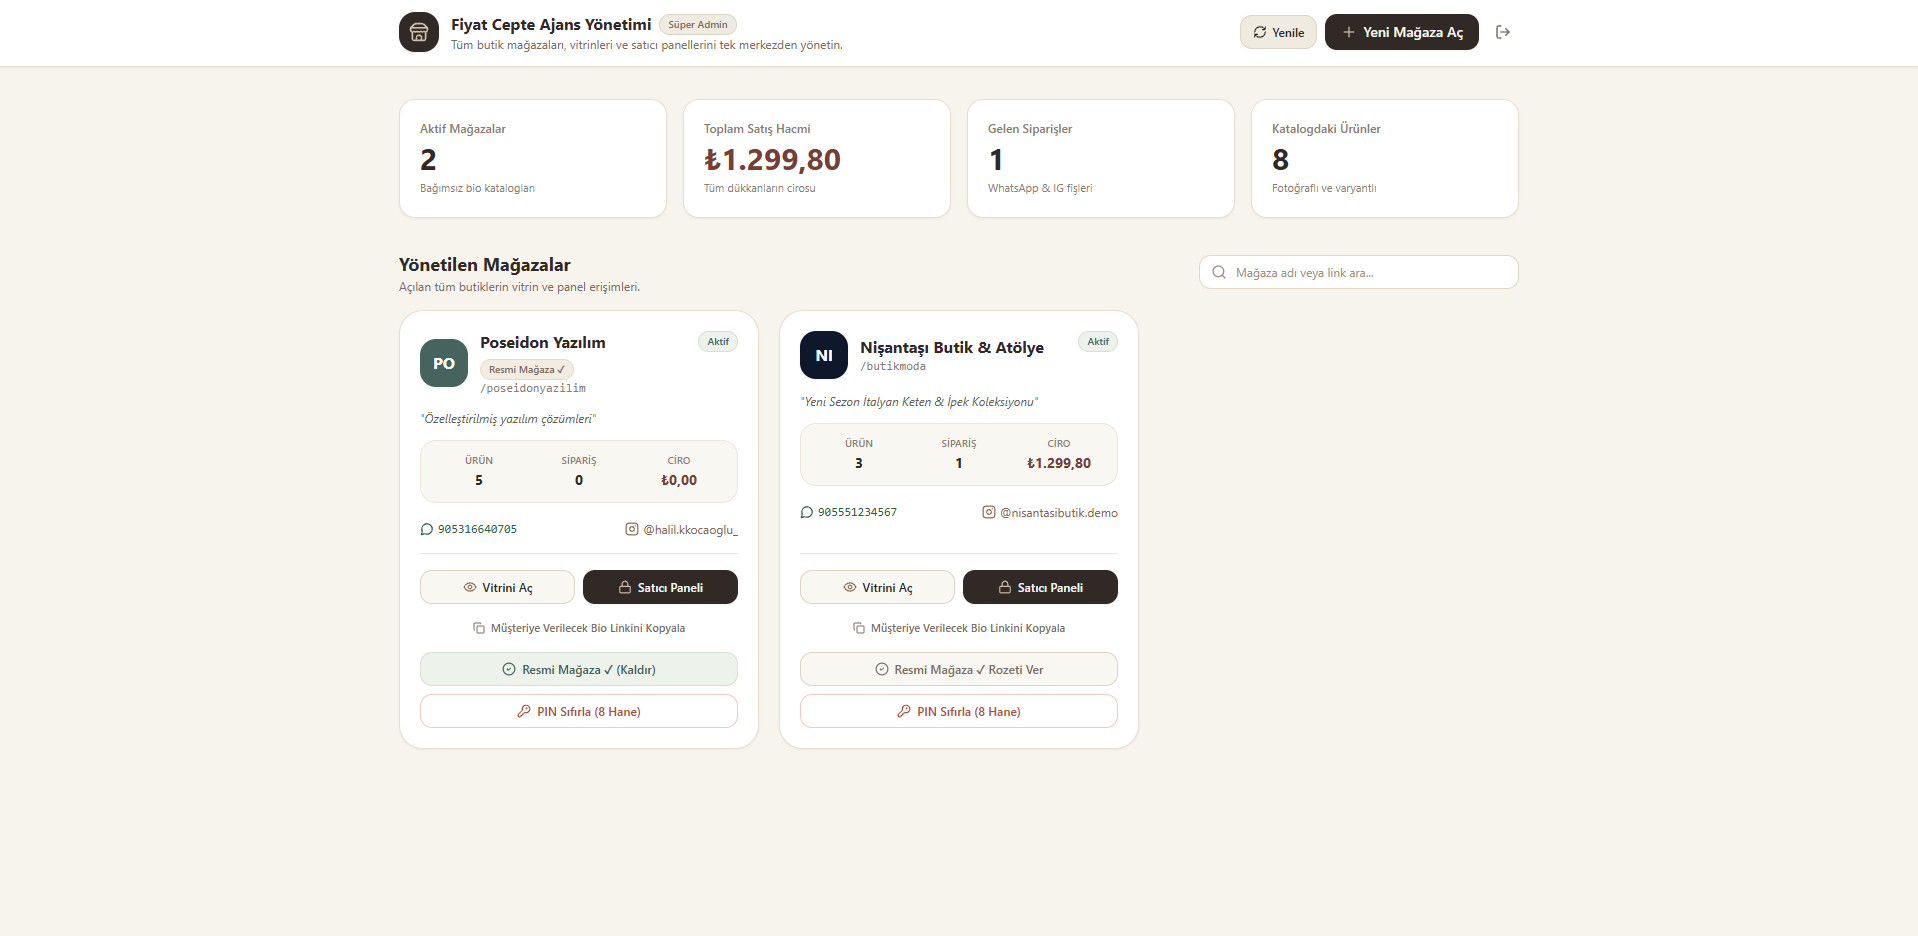 Fiyat Cepte Ajans Yönetimi Süper Admin
Tüm butik mağazaları, vitrinleri ve satıcı panellerini tek merkezden yönetin.
Yenile
Yeni Mağaza Aç
Aktif Mağazalar
2
Bağımsız bio katalogları
Toplam Satış Hacmi
₺1.299,80
Tüm dükkanların cirosu
Gelen Siparişler
1
WhatsApp & IG fişleri
Katalogdaki Ürünler
8
Fotoğraflı ve varyantlı
Yönetilen Mağazalar
Açılan tüm butiklerin vitrin ve panel erişimleri.
Mağaza adı veya link ara...
PO
Poseidon Yazılım
Aktif
Resmi Mağaza ✓
/poseidonyazilim
"Özelleştirilmiş yazılım çözümleri"
ÜRÜN SİPARİŞ CİRO
5 0 ₺0,00
905316640705 @halil.kkocaoglu_
Vitrini Aç Satıcı Paneli
Müşteriye Verilecek Bio Linkini Kopyala
Resmi Mağaza ✓ (Kaldır)
PIN Sıfırla (8 Hane)
NI
Nişantaşı Butik & Atölye
Aktif
/butikmoda
"Yeni Sezon İtalyan Keten & İpek Koleksiyonu"
ÜRÜN SİPARİŞ CİRO
3 1 ₺1.299,80
905551234567 @nisantasibutik.demo
Vitrini Aç Satıcı Paneli
Müşteriye Verilecek Bio Linkini Kopyala
Resmi Mağaza ✓ Rozeti Ver
PIN Sıfırla (8 Hane)